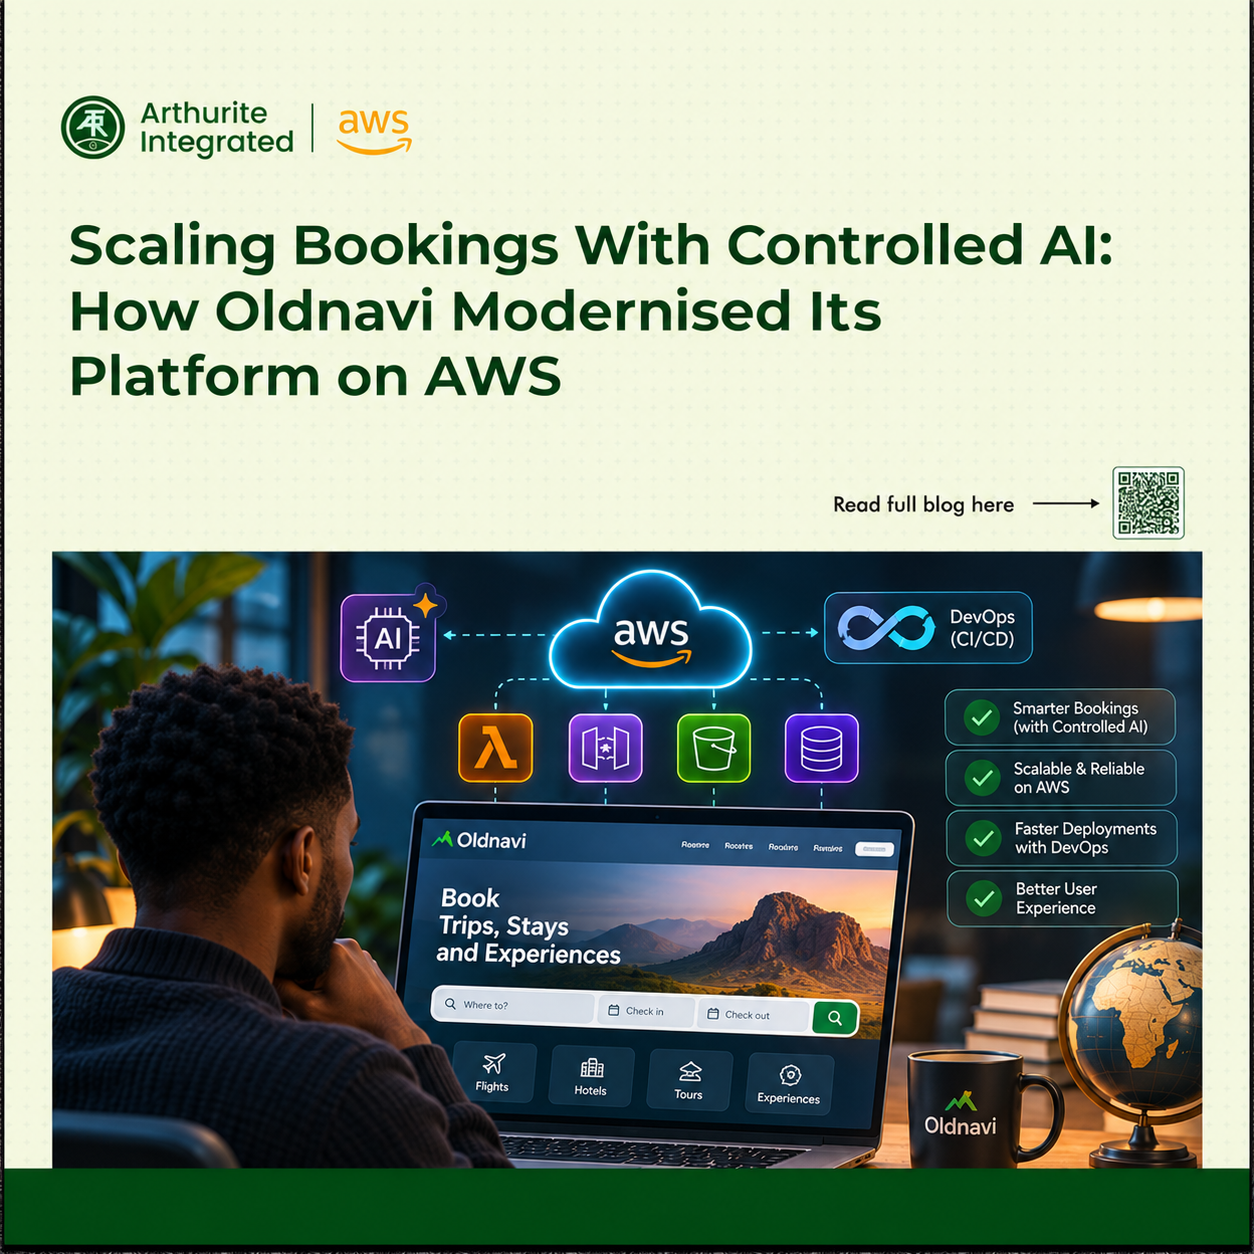 Arthurite
Integrated
aws
Scaling Bookings With Controlled AI:
How Oldnavi Modernised Its
Platform on AWS
Read full blog here
AI
aws
DevOps
(CI/CD)
Smarter Bookings
(with Controlled AI)
Scalable & Reliable
on AWS
Faster Deployments
with DevOps
Better User
Experience
Oldnavi
Book
Trips, Stays
and Experiences
Where to?
Check in
Check out
Flights
Hotels
Tours
Experiences
Oldnavi